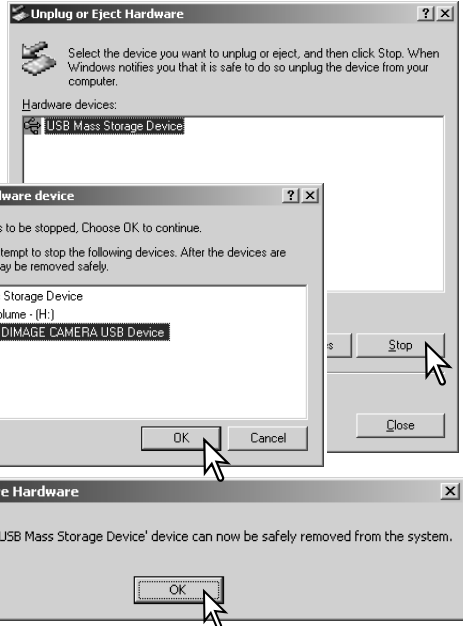 Unplug or Eject Hardware
Select the device you want to unplug or eject, and then click Stop. When
Windows notifies you that it is safe to do so unplug the device from your
computer.
Hardware devices:
USB Mass Storage Device
Stop
Close
device
to be stopped, Choose OK to continue.
to stop the following devices. After the devices are
be removed safely.
Storage Device
- (H:)
DIMAGE CAMERA USB Device
OK
Cancel
Hardware
USB Mass Storage Device' device can now be safely removed from the system.
OK